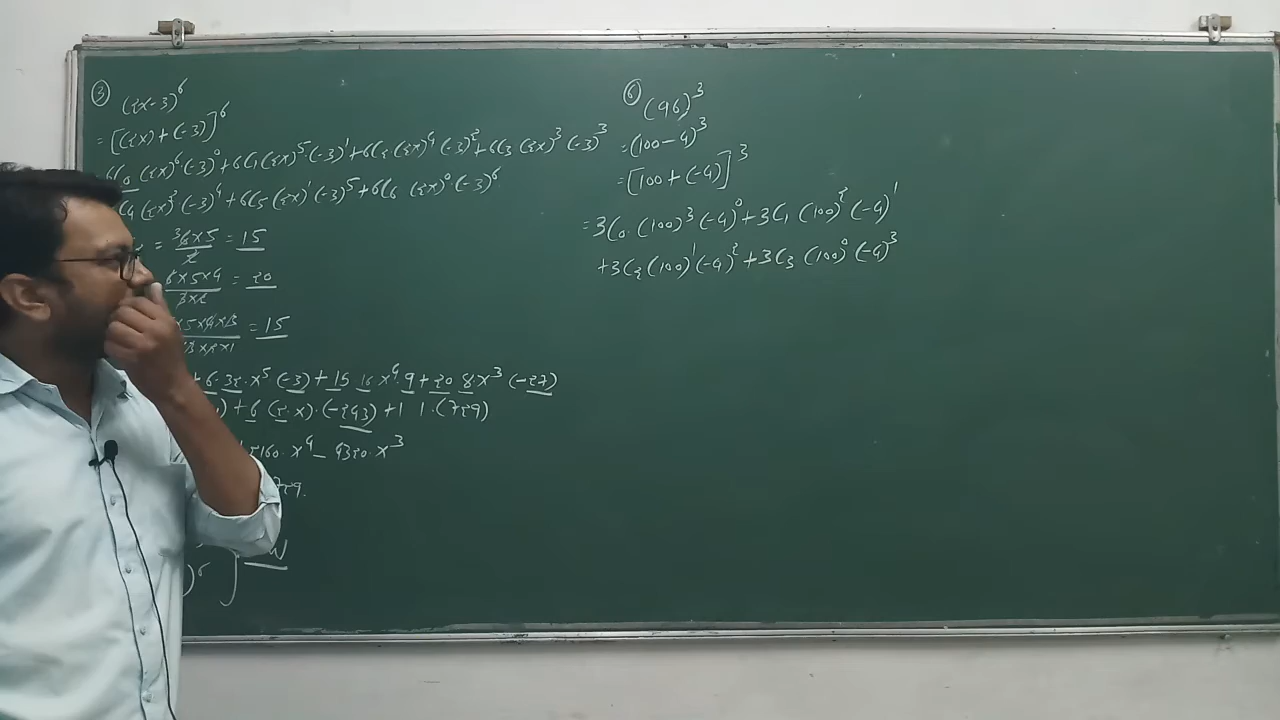 ③ (2x-3)^6
= [(2x)+(-3)]^6
6C0 (2x)^6 (-3)^0 + 6C1 (2x)^5 (-3)^1 + 6C2 (2x)^4 (-3)^2 + 6C3 (2x)^3 (-3)^3
C4 (2x)^2 (-3)^4 + 6C5 (2x)^1 (-3)^5 + 6C6 (2x)^0 (-3)^6
= 6×5/2 = 15
6×5×4/3×2 = 20
×5×4×3/×3×2×1 = 15
+6·32·x^5 (-3) + 15 16x^4·9 + 20 8·x^3 (-27)
) + 6 (2·x)·(-243) + 1 1·(729)
2160·x^4 - 4320·x^3
729.
)^6
⑥ (96)^3
= (100-4)^3
= [100+(-4)]^3
= 3C0 (100)^3 (-4)^0 + 3C1 (100)^2 (-4)^1
+ 3C2 (100)^1 (-4)^2 + 3C3 (100)^0 (-4)^3